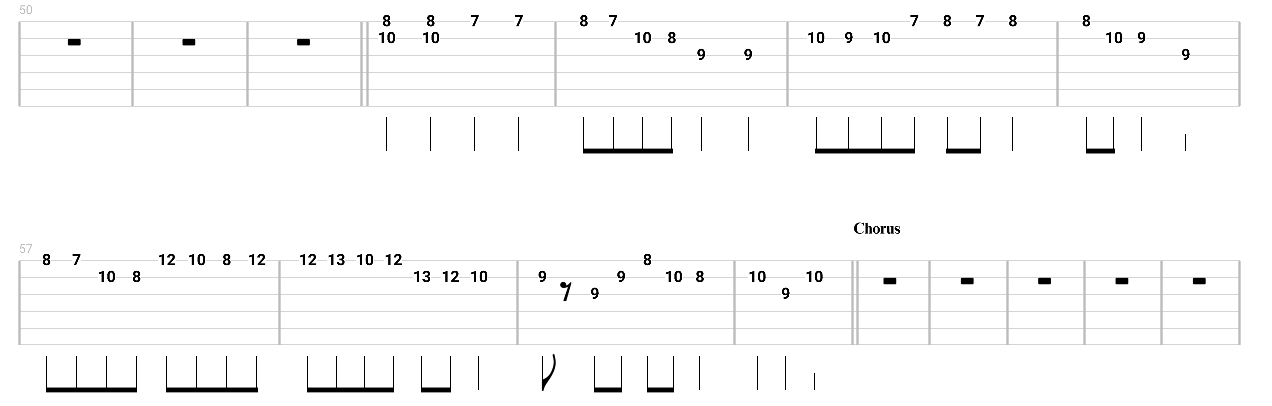 50
8 8 7 7 8 7 7 8 7 8 8
10 10 10 8 10 9 10 10 9
9 9 9
Chorus
57
8 7 12 10 8 12 12 13 10 12 8
10 8 13 12 10 9 9 10 8 10 10
9 9